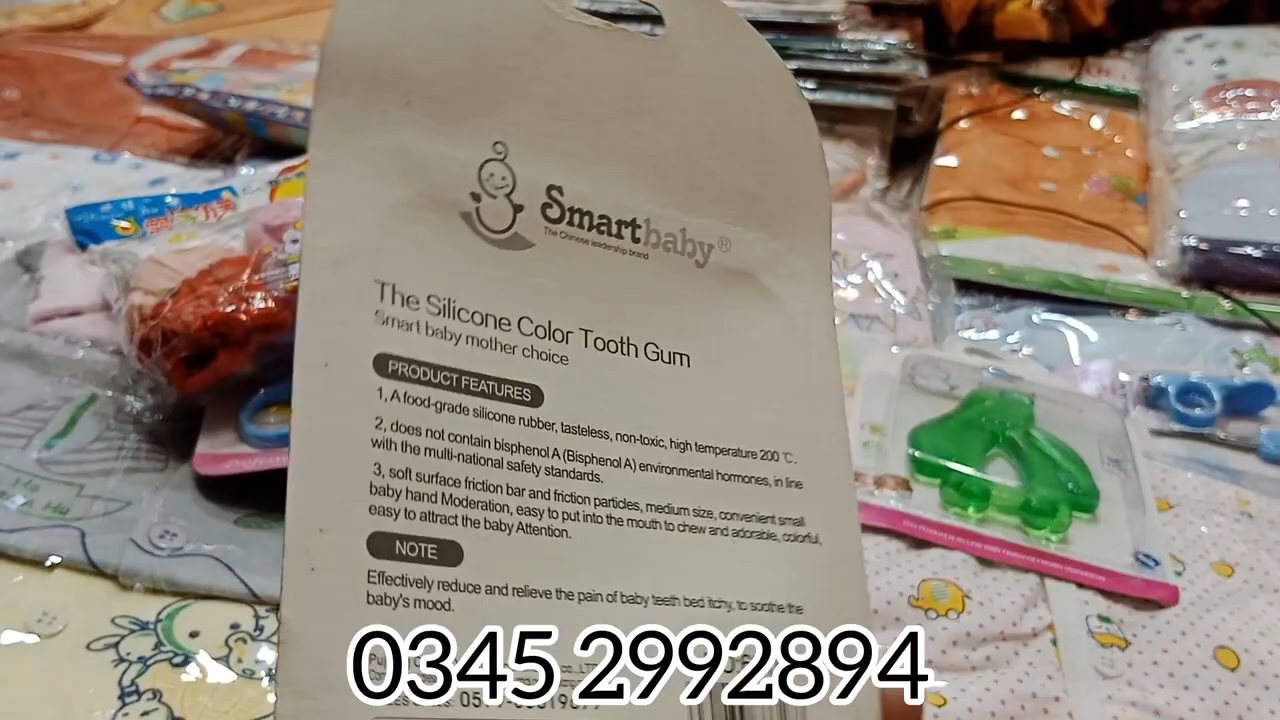 Smartbaby®
The Chinese leadership brand
The Silicone Color Tooth Gum
Smart baby mother choice
PRODUCT FEATURES
1, A food-grade silicone rubber, tasteless, non-toxic, high temperature 200 ℃.
2, does not contain bisphenol A (Bisphenol A) environmental hormones, in line
with the multi-national safety standards.
3, soft surface friction bar and friction particles, medium size, convenient small
baby hand Moderation, easy to put into the mouth to chew and adorable, colorful,
easy to attract the baby Attention.
NOTE
Effectively reduce and relieve the pain of baby teeth bed itchy, to soothe the
baby's mood.
0345 2992894